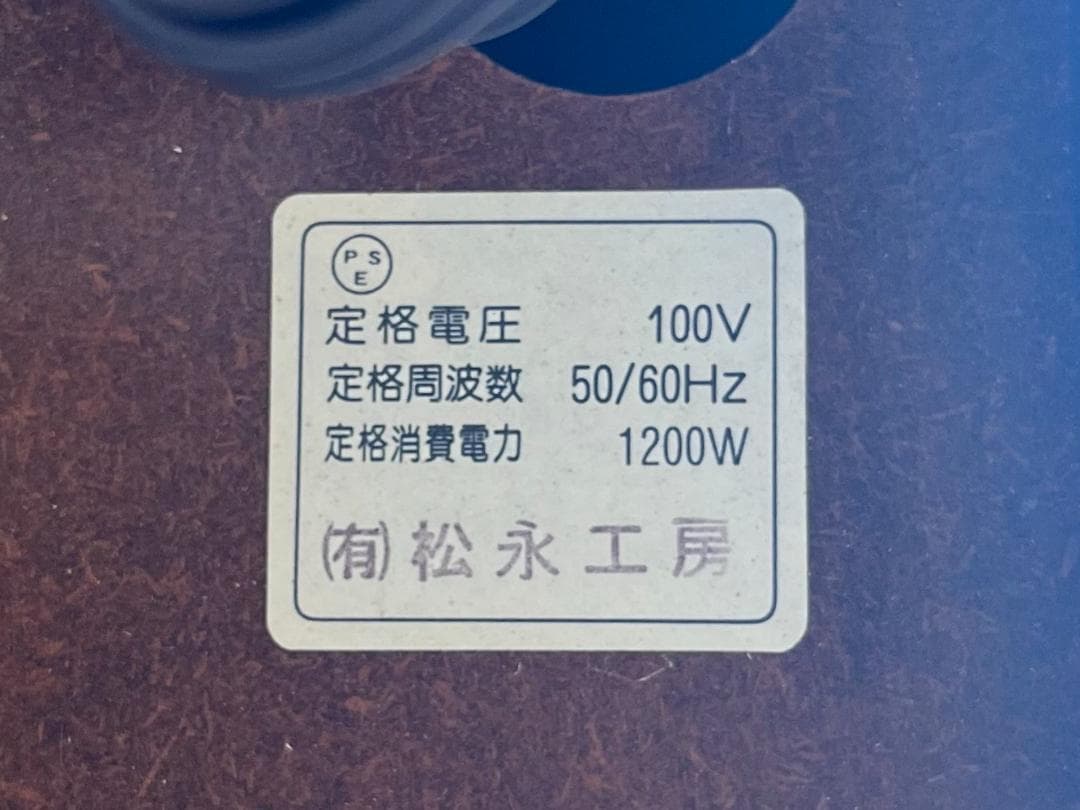 PSE
定格電圧 100V
定格周波数 50/60Hz
定格消費電力 1200W
㈲松永工房